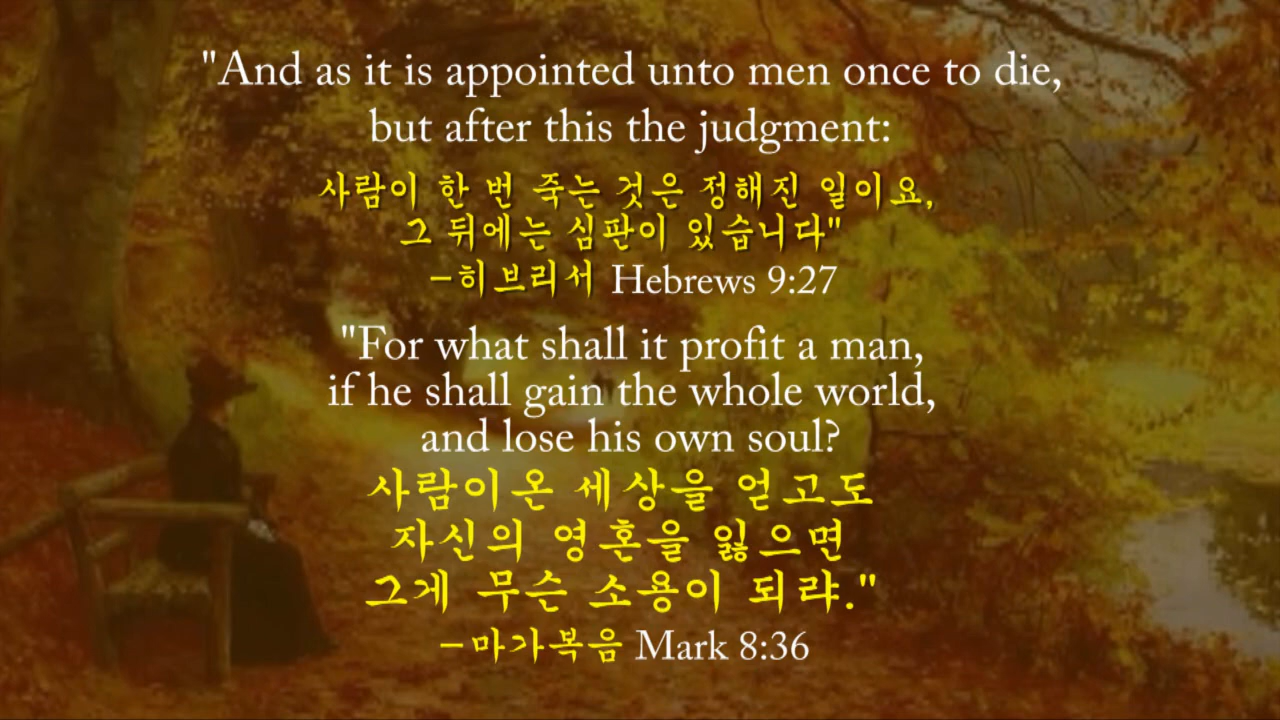 "And as it is appointed unto men once to die,
but after this the judgment:
사람이 한 번 죽는 것은 정해진 일이요,
그 뒤에는 심판이 있습니다"
-히브리서 Hebrews 9:27
"For what shall it profit a man,
if he shall gain the whole world,
and lose his own soul?
사람이 온 세상을 얻고도
자신의 영혼을 잃으면
그게 무슨 소용이 되랴."
-마가복음 Mark 8:36